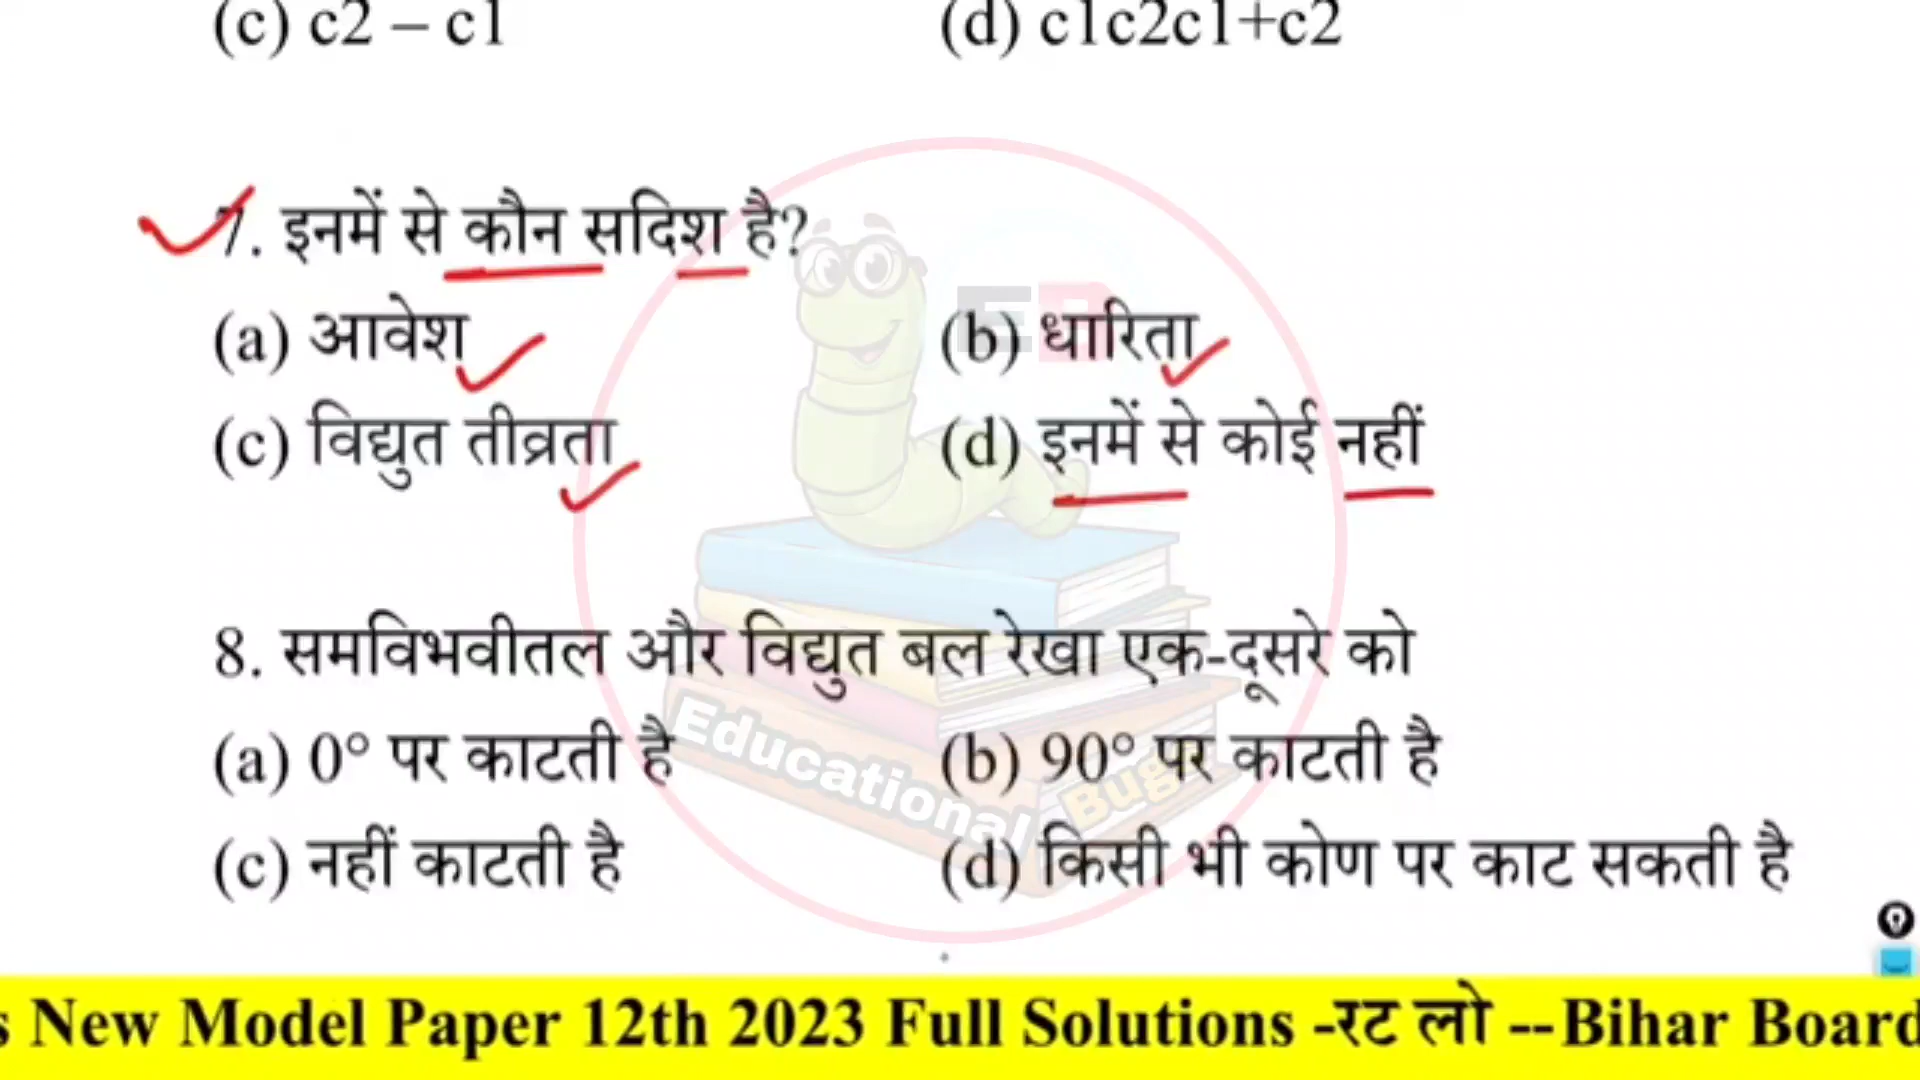 (c) c2 – c1 (d) c1c2c1+c2
7. इनमें से कौन सदिश है?
(a) आवेश (b) धारिता
(c) विद्युत तीव्रता (d) इनमें से कोई नहीं
8. समविभवीतल और विद्युत बल रेखा एक-दूसरे को
(a) 0° पर काटती है (b) 90° पर काटती है
(c) नहीं काटती है (d) किसी भी कोण पर काट सकती है
Educational Bug
s New Model Paper 12th 2023 Full Solutions -रट लो --Bihar Board